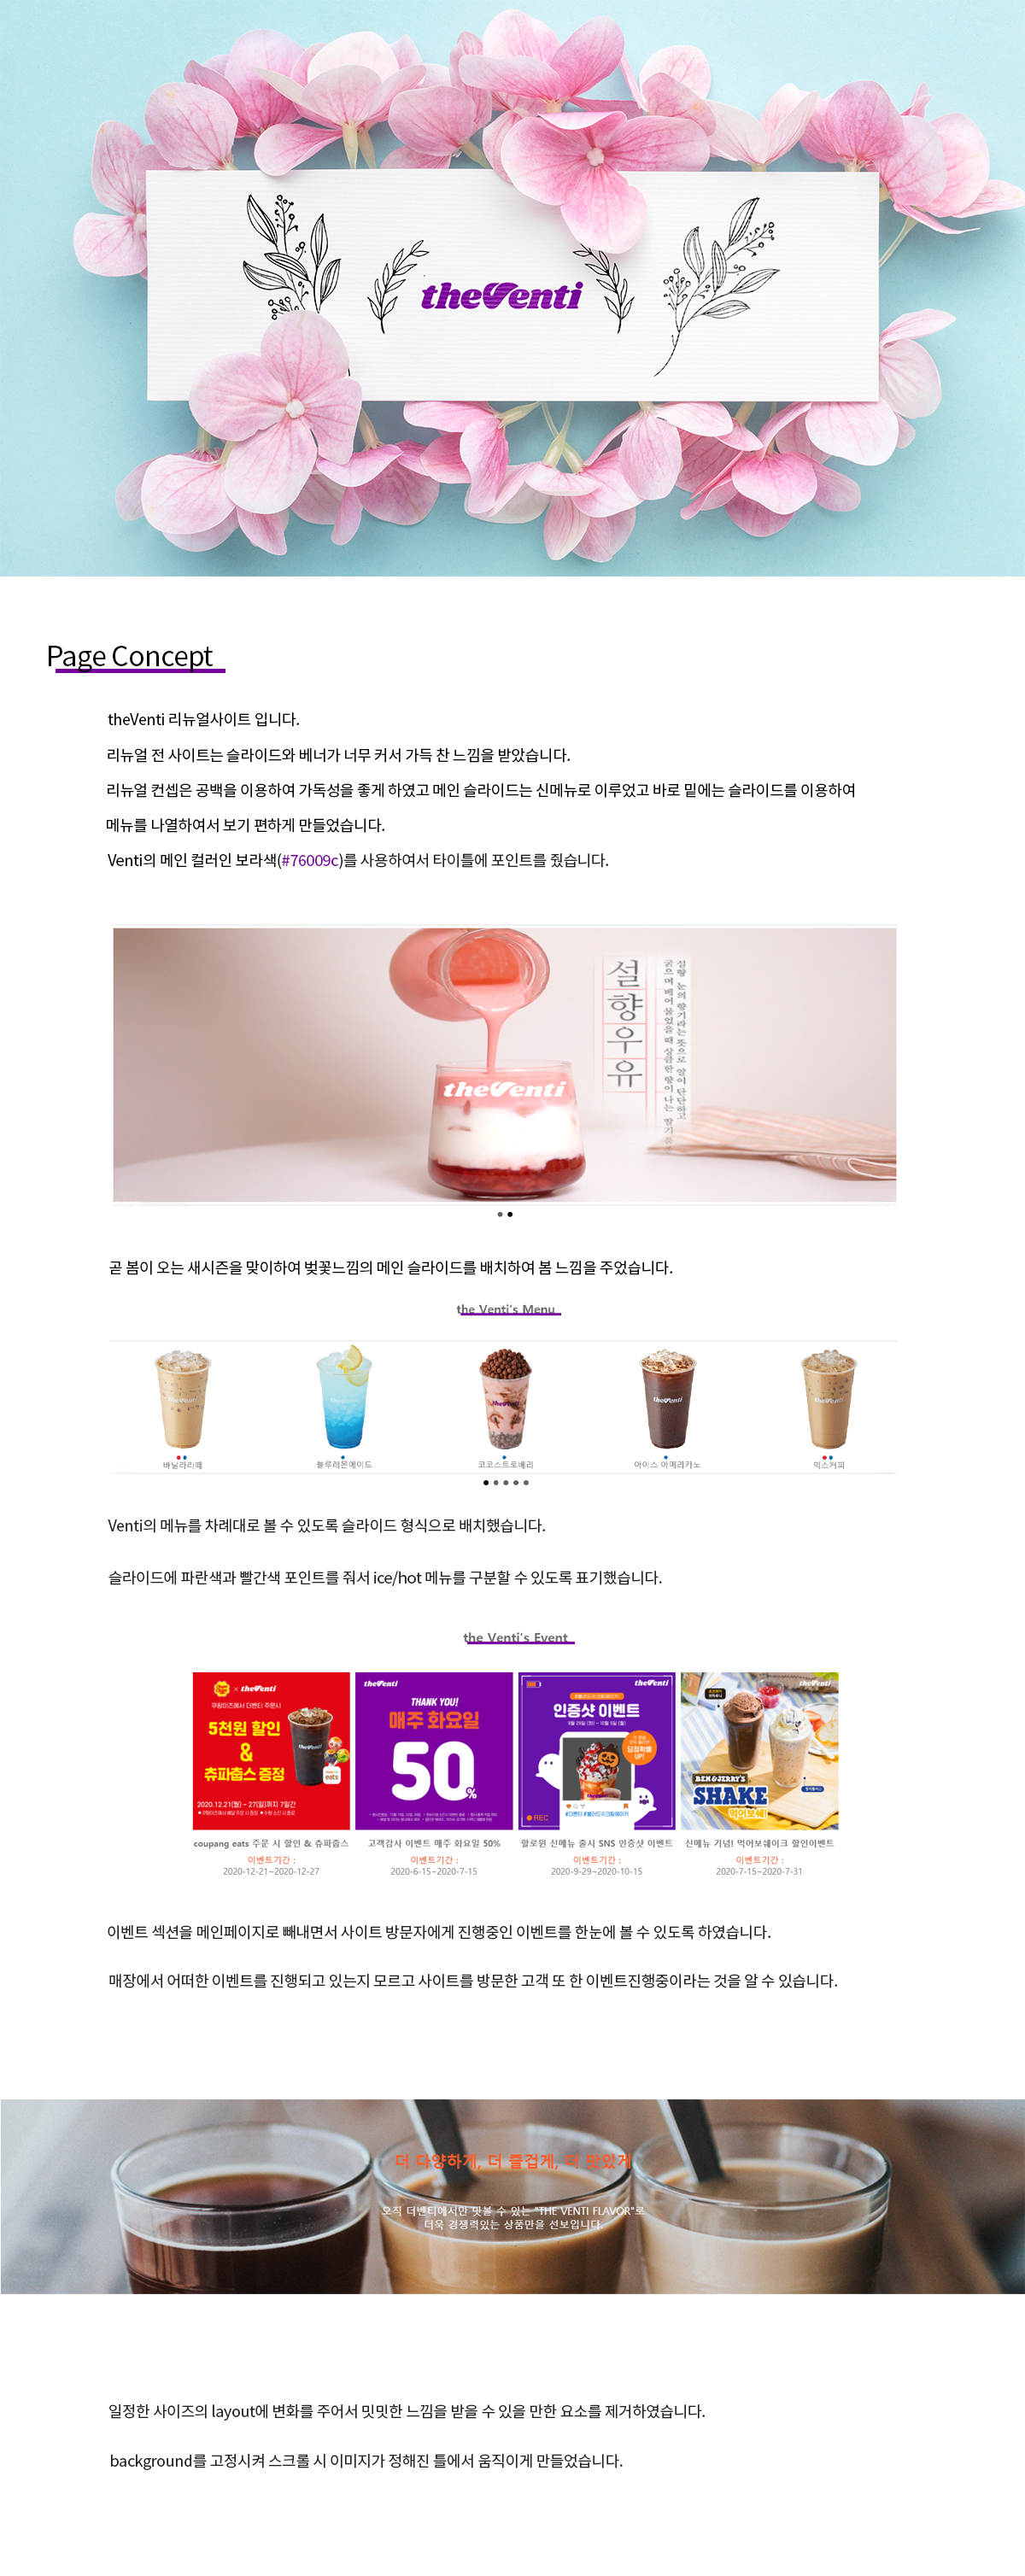 theVenti
Page Concept
theVenti 리뉴얼사이트 입니다.
리뉴얼 전 사이트는 슬라이드와 베너가 너무 커서 가득 찬 느낌을 받았습니다.
리뉴얼 컨셉은 공백을 이용하여 가독성을 좋게 하였고 메인 슬라이드는 신메뉴로 이루었고 바로 밑에는 슬라이드를 이용하여
메뉴를 나열하여서 보기 편하게 만들었습니다.
Venti의 메인 컬러인 보라색(#76009c)를 사용하여서 타이틀에 포인트를 줬습니다.
설향우유
설향 눈의 향기라는 뜻으로 알이 단단하고
굵으며 베어 물었을 때 상큼한 향이 나는 딸기
theVenti
곧 봄이 오는 새시즌을 맞이하여 벚꽃느낌의 메인 슬라이드를 배치하여 봄 느낌을 주었습니다.
the Venti's Menu
theVenti
theVenti
theVenti
theVenti
바닐라라떼
블루레몬에이드
코코스트로베리
아이스 아메리카노
믹스커피
Venti의 메뉴를 차례대로 볼 수 있도록 슬라이드 형식으로 배치했습니다.
슬라이드에 파란색과 빨간색 포인트를 줘서 ice/hot 메뉴를 구분할 수 있도록 표기했습니다.
the Venti's Event
× theVenti
쿠팡이츠에서 더벤티 주문시
5천원 할인
&
츄파춥스 증정
theVenti
eats
2020.12.21(월) ~ 27(일)까지 7일간
theVenti
THANK YOU!
매주 화요일
50%
theVenti
인증샷 이벤트
당첨확률
UP!
REC
theVenti
BEN&JERRY'S
SHAKE
먹어보쉐!
coupang eats 주문 시 할인 & 츄파춥스
이벤트기간 :
2020-12-21~2020-12-27
고객감사 이벤트 매주 화요일 50%
이벤트기간 :
2020-6-15~2020-7-15
할로윈 신메뉴 출시 SNS 인증샷 이벤트
이벤트기간 :
2020-9-29~2020-10-15
신메뉴 기념! 먹어보쉐이크 할인이벤트
이벤트기간 :
2020-7-15~2020-7-31
이벤트 섹션을 메인페이지로 빼내면서 사이트 방문자에게 진행중인 이벤트를 한눈에 볼 수 있도록 하였습니다.
매장에서 어떠한 이벤트를 진행되고 있는지 모르고 사이트를 방문한 고객 또 한 이벤트진행중이라는 것을 알 수 있습니다.
더 다양하게, 더 즐겁게, 더 맛있게
오직 더벤티에서만 맛볼 수 있는 "THE VENTI FLAVOR"로
더욱 경쟁력있는 상품만을 선보입니다.
일정한 사이즈의 layout에 변화를 주어서 밋밋한 느낌을 받을 수 있을 만한 요소를 제거하였습니다.
background를 고정시켜 스크롤 시 이미지가 정해진 틀에서 움직이게 만들었습니다.